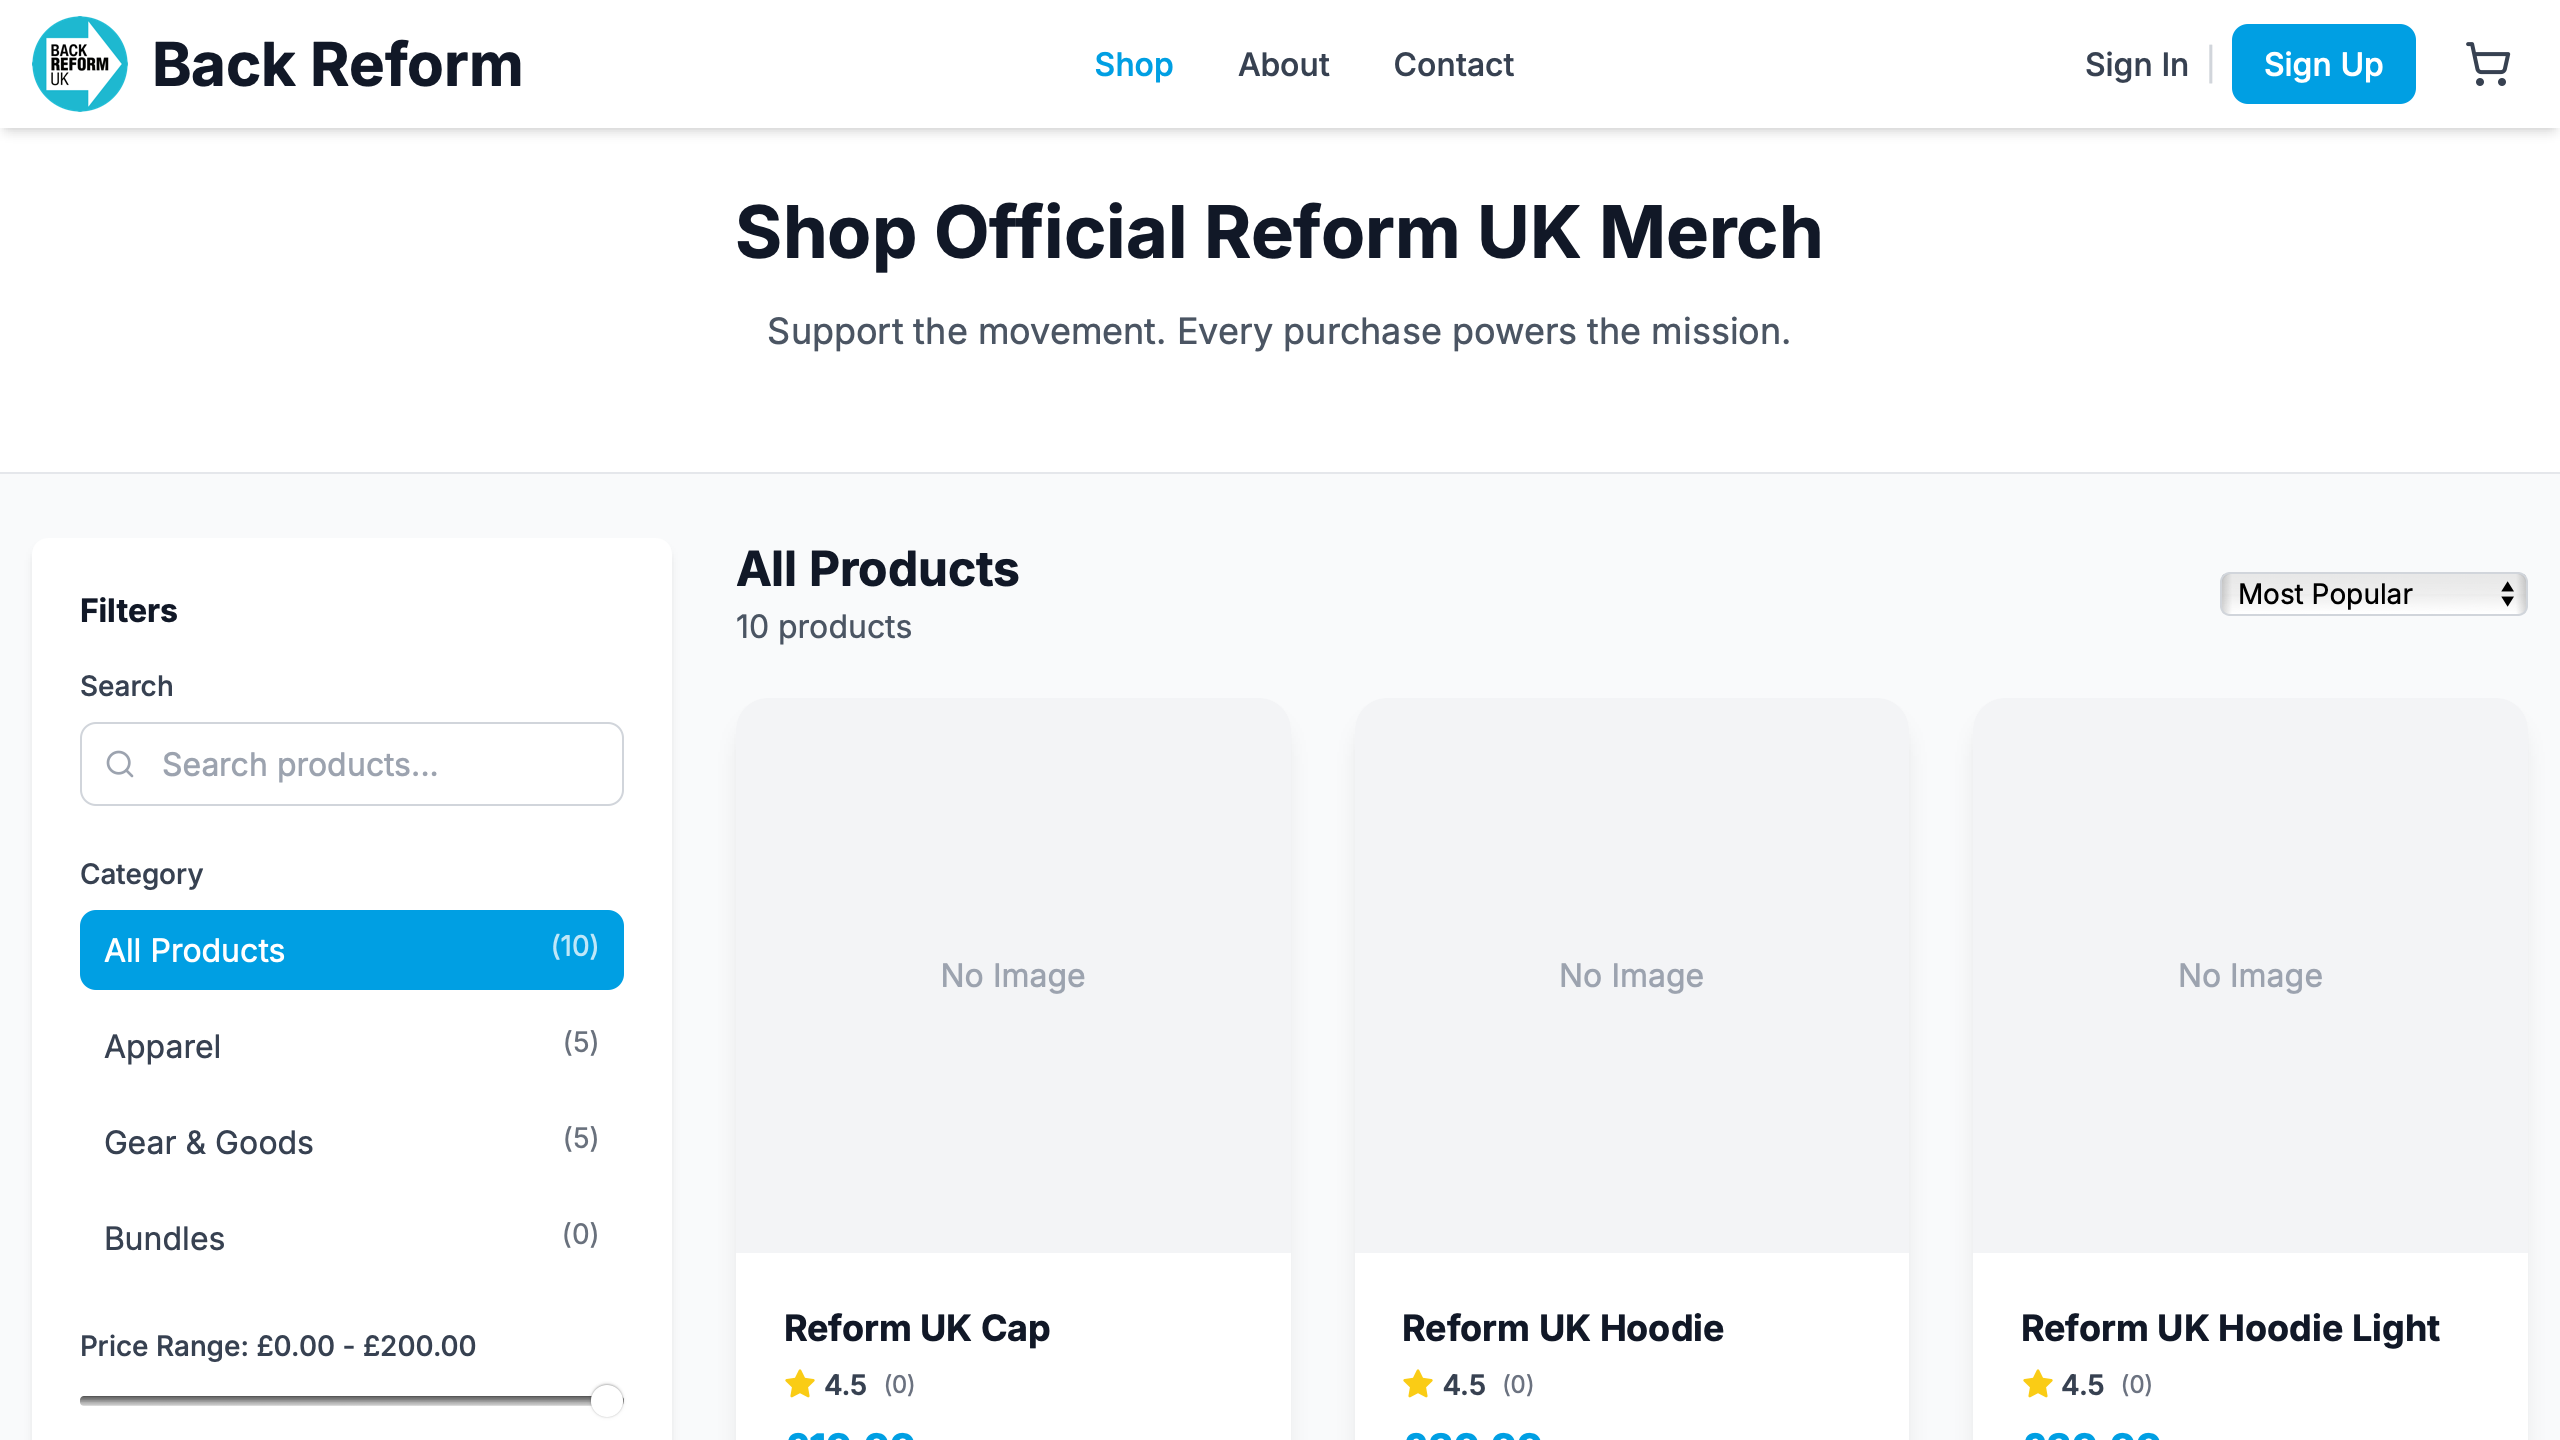 BACK
REFORM
UK
Back Reform
Shop
About
Contact
Sign In
Sign Up
Shop Official Reform UK Merch
Support the movement. Every purchase powers the mission.
Filters
Search
Search products...
Category
All Products (10)
Apparel (5)
Gear & Goods (5)
Bundles (0)
Price Range: £0.00 - £200.00
All Products
10 products
Most Popular
No Image
No Image
No Image
Reform UK Cap
4.5 (0)
Reform UK Hoodie
4.5 (0)
Reform UK Hoodie Light
4.5 (0)